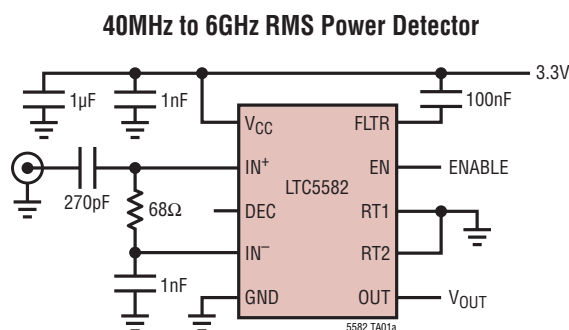 40MHz to 6GHz RMS Power Detector
3.3V
1µF
1nF
100nF
VCC
FLTR
IN+
EN
ENABLE
LTC5582
270pF
68Ω
DEC
RT1
IN−
RT2
1nF
GND
OUT
VOUT
5582 TA01a